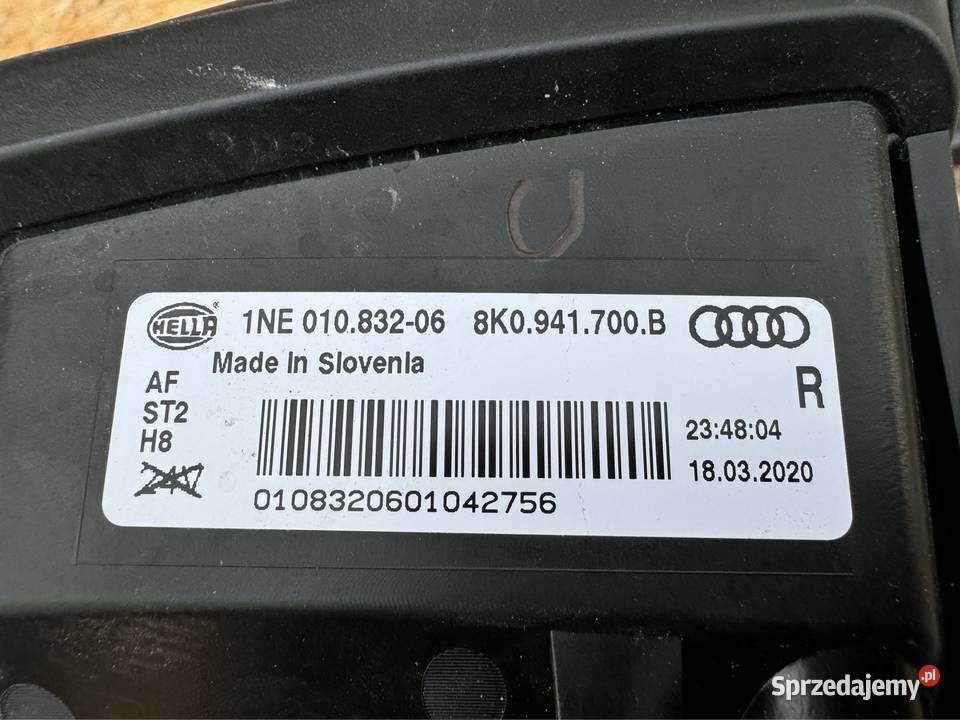 U
HELLA 1NE 010.832-06 8K0.941.700.B
Made in Slovenia
AF
ST2
H8
R
23:48:04
18.03.2020
0108320601042756
Sprzedajemy.pl